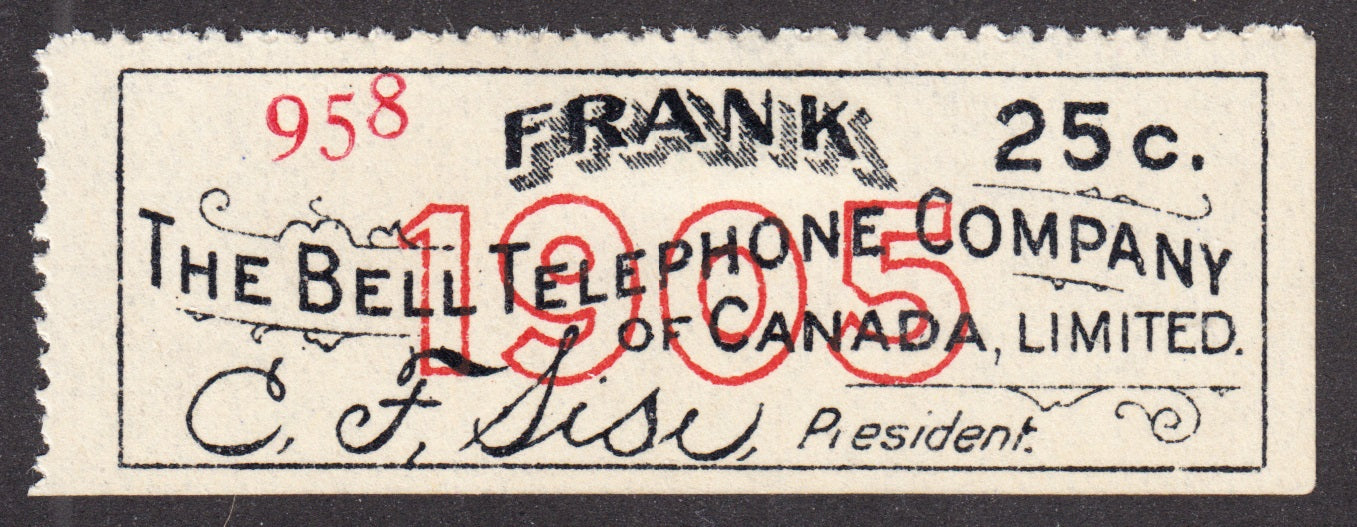 958 FRANK 25c.
THE BELL TELEPHONE COMPANY
1905
OF CANADA, LIMITED.
C. F. Sise, President.